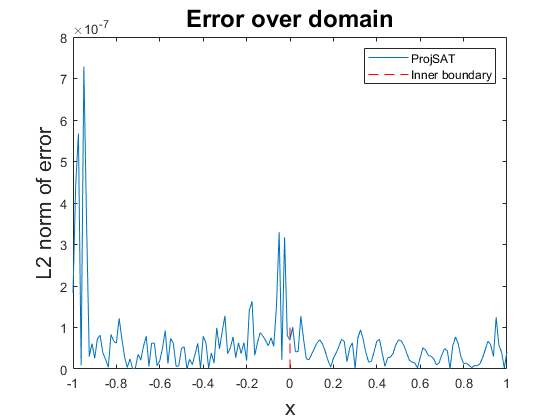 Error over domain
×10⁻⁷
8
7
6
5
4
3
2
1
0
L2 norm of error
ProjSAT
Inner boundary
-1 -0.8 -0.6 -0.4 -0.2 0 0.2 0.4 0.6 0.8 1
x